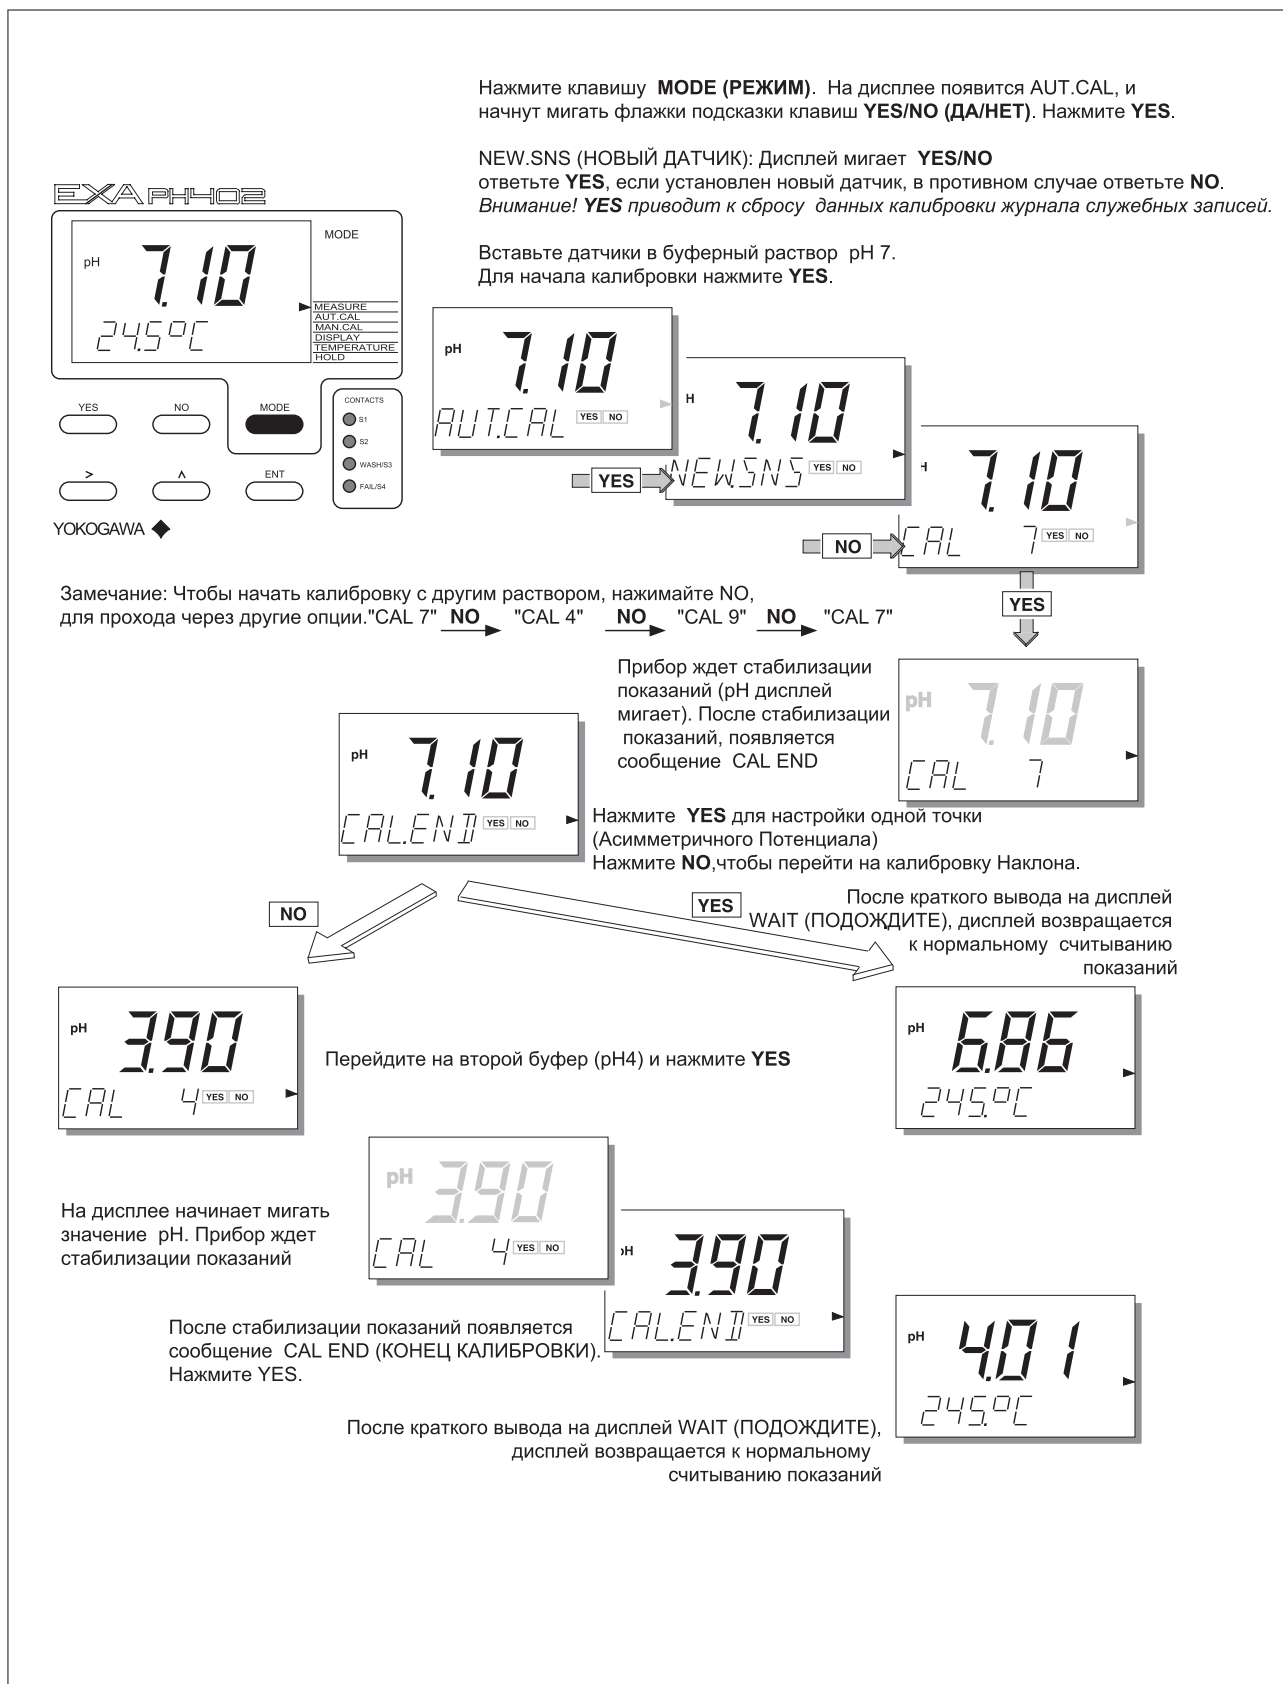 Нажмите клавишу MODE (РЕЖИМ). На дисплее появится AUT.CAL, и
начнут мигать флажки подсказки клавиш YES/NO (ДА/НЕТ). Нажмите YES.
NEW.SNS (НОВЫЙ ДАТЧИК): Дисплей мигает YES/NO
ответьте YES, если установлен новый датчик, в противном случае ответьте NO.
Внимание! YES приводит к сбросу данных калибровки журнала служебных записей.
Вставьте датчики в буферный раствор pH 7.
Для начала калибровки нажмите YES.
EXA PH402
MODE
pH 7.10
24.5°C
MEASURE
AUT.CAL
MAN.CAL
DISPLAY
TEMPERATURE
HOLD
YES NO MODE
> ^ ENT
CONTACTS
S1
S2
WASH/S3
FAIL/S4
YOKOGAWA
pH 7.10
AUT.CAL YES NO
YES
H 7.10
NEW.SNS YES NO
NO
H 7.10
CAL 7 YES NO
YES
Замечание: Чтобы начать калибровку с другим раствором, нажимайте NO,
для прохода через другие опции."CAL 7" NO "CAL 4" NO "CAL 9" NO "CAL 7"
Прибор ждет стабилизации
показаний (pH дисплей
мигает). После стабилизации
показаний, появляется
сообщение CAL END
pH 7.10
CAL 7
pH 7.10
CAL.END YES NO
Нажмите YES для настройки одной точки
(Асимметричного Потенциала)
Нажмите NO,чтобы перейти на калибровку Наклона.
NO
YES
После краткого вывода на дисплей
WAIT (ПОДОЖДИТЕ), дисплей возвращается
к нормальному считыванию
показаний
pH 3.90
CAL 4 YES NO
Перейдите на второй буфер (pH4) и нажмите YES
pH 6.86
245.°C
На дисплее начинает мигать
значение pH. Прибор ждет
стабилизации показаний
pH 3.90
CAL 4 YES NO
pH 3.90
CAL.END YES NO
После стабилизации показаний появляется
сообщение CAL END (КОНЕЦ КАЛИБРОВКИ).
Нажмите YES.
pH 4.01
245.°C
После краткого вывода на дисплей WAIT (ПОДОЖДИТЕ),
дисплей возвращается к нормальному
считыванию показаний